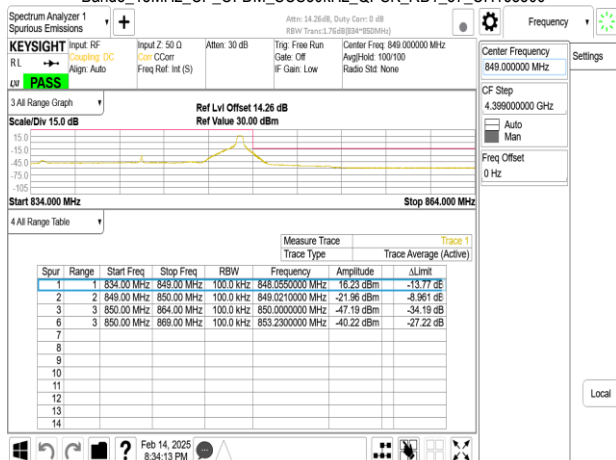 Band5_15MHz_CP_OFDM_SCS30kHz_QPSK_RB1_37_CH168300
Spectrum Analyzer 1
Spurious Emissions
Attn: 14.26dB, Duty Corr: 0 dB
RBW Trans:1.76dB(834~850MHz)
Frequency
KEYSIGHT
Input: RF
Coupling: DC
Align: Auto
Input Z: 50 Ω
Corr CCorr
Freq Ref: Int (S)
Atten: 30 dB
Trig: Free Run
Gate: Off
IF Gain: Low
Center Freq: 849.000000 MHz
Avg|Hold: 100/100
Radio Std: None
RL
LXI PASS
Center Frequency
849.000000 MHz
Settings
CF Step
4.399000000 GHz
Auto
Man
Freq Offset
0 Hz
3 All Range Graph
Scale/Div 15.0 dB
Ref Lvl Offset 14.26 dB
Ref Value 30.00 dBm
15.0
-15.0
-45.0
-75.0
-105
Start 834.000 MHz
Stop 864.000 MHz
4 All Range Table
Measure Trace Trace 1
Trace Type Trace Average (Active)
Spur Range Start Freq Stop Freq RBW Frequency Amplitude ΔLimit
1 1 834.00 MHz 849.00 MHz 100.0 kHz 848.0550000 MHz 16.23 dBm -13.77 dB
2 2 849.00 MHz 850.00 MHz 100.0 kHz 849.0210000 MHz -21.96 dBm -8.961 dB
3 3 850.00 MHz 864.00 MHz 100.0 kHz 850.0000000 MHz -47.19 dBm -34.19 dB
6 3 850.00 MHz 869.00 MHz 100.0 kHz 853.2300000 MHz -40.22 dBm -27.22 dB
7
8
9
10
11
12
13
14
Local
Feb 14, 2025
8:34:13 PM